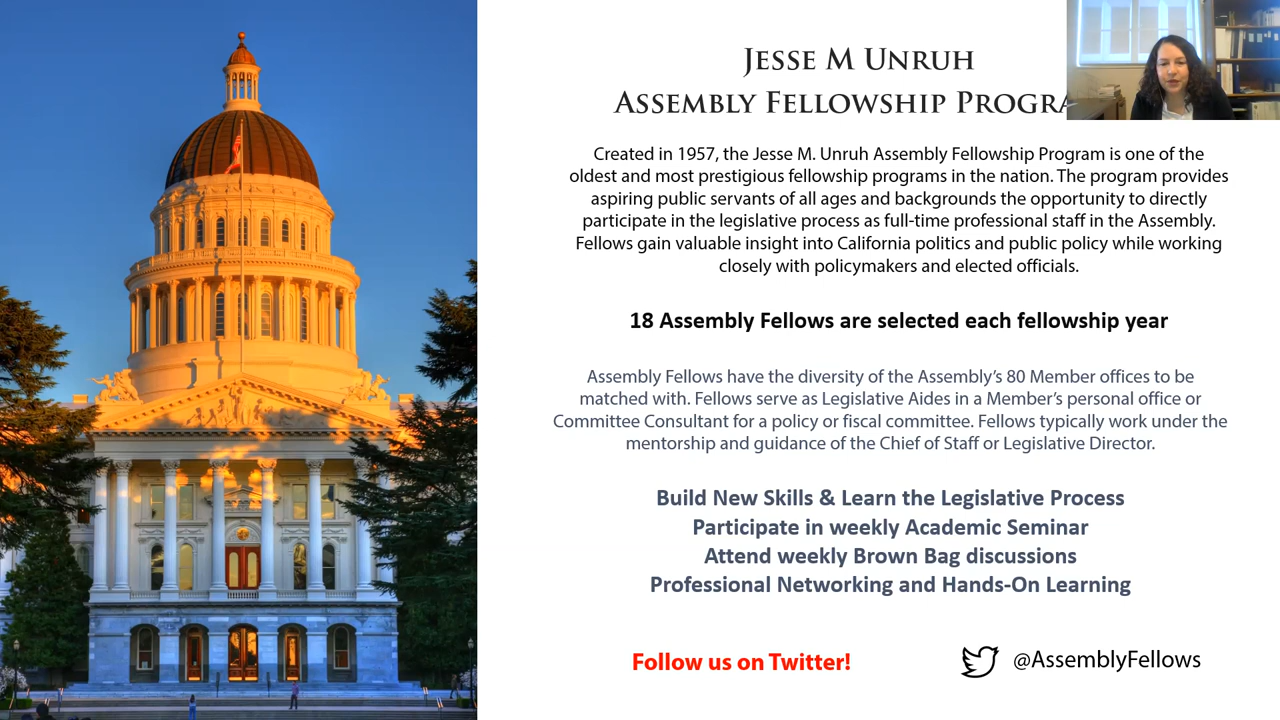 Jesse M Unruh
Assembly Fellowship Progra
Created in 1957, the Jesse M. Unruh Assembly Fellowship Program is one of the
oldest and most prestigious fellowship programs in the nation. The program provides
aspiring public servants of all ages and backgrounds the opportunity to directly
participate in the legislative process as full-time professional staff in the Assembly.
Fellows gain valuable insight into California politics and public policy while working
closely with policymakers and elected officials.
18 Assembly Fellows are selected each fellowship year
Assembly Fellows have the diversity of the Assembly's 80 Member offices to be
matched with. Fellows serve as Legislative Aides in a Member's personal office or
Committee Consultant for a policy or fiscal committee. Fellows typically work under the
mentorship and guidance of the Chief of Staff or Legislative Director.
Build New Skills & Learn the Legislative Process
Participate in weekly Academic Seminar
Attend weekly Brown Bag discussions
Professional Networking and Hands-On Learning
Follow us on Twitter!
@AssemblyFellows